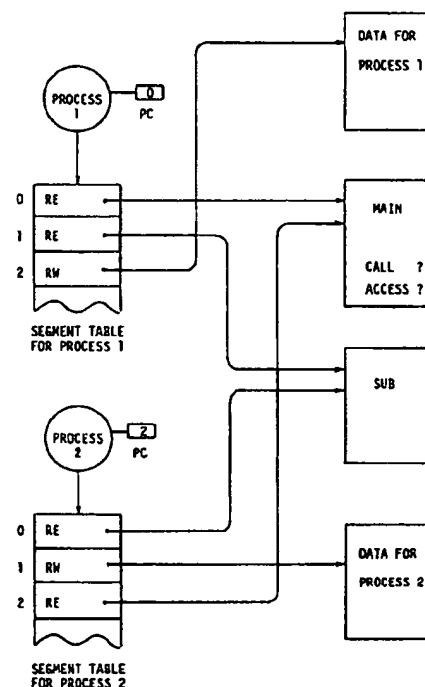 DATA FOR
PROCESS 1
PROCESS
1
0
PC
0 RE
1 RE
2 RW
SEGMENT TABLE
FOR PROCESS 1
MAIN
CALL ?
ACCESS ?
SUB
PROCESS
2
2
PC
0 RE
1 RW
2 RE
SEGMENT TABLE
FOR PROCESS 2
DATA FOR
PROCESS 2